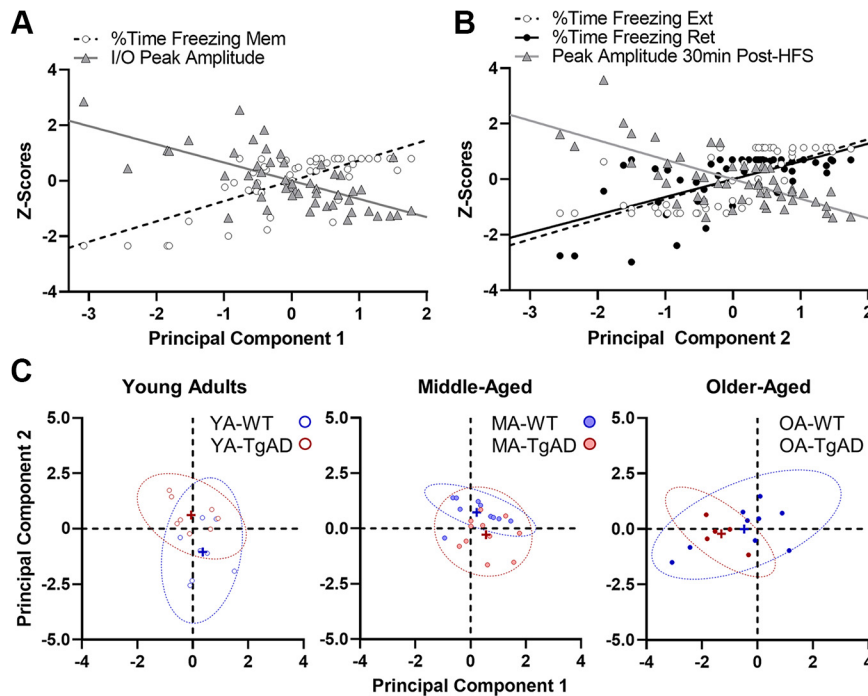 A
%Time Freezing Mem
I/O Peak Amplitude
Z-Scores
4
2
0
-2
-4
-3
-2
-1
0
1
2
Principal Component 1
B
%Time Freezing Ext
%Time Freezing Ret
Peak Amplitude 30min Post-HFS
Z-Scores
4
2
0
-2
-4
-3
-2
-1
0
1
2
Principal Component 2
C
Young Adults
Middle-Aged
Older-Aged
Principal Component 2
5.0
2.5
0.0
-2.5
-5.0
YA-WT
YA-TgAD
-4
-2
0
2
4
5.0
2.5
0.0
-2.5
-5.0
MA-WT
MA-TgAD
-4
-2
0
2
4
5.0
2.5
0.0
-2.5
-5.0
OA-WT
OA-TgAD
-4
-2
0
2
4
Principal Component 1